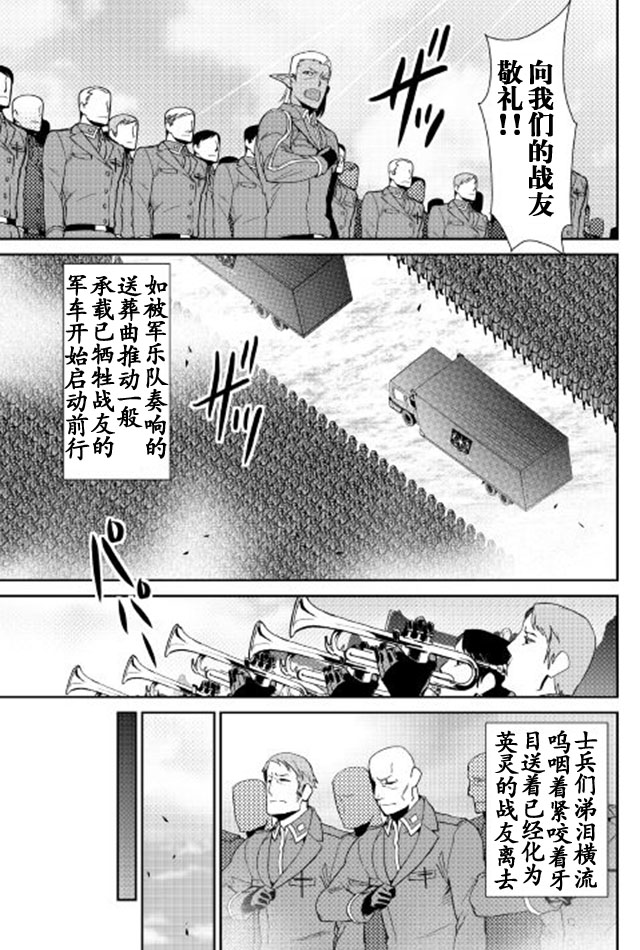 向我们的战友
敬礼!!
ザッ
ザッ
如被军乐队奏响的
送葬曲推动一般
承载已牺牲战友的
军车开始启动前行
パパー
士兵们涕泪横流
呜咽着紧咬着牙
目送着已经化为
英灵的战友离去